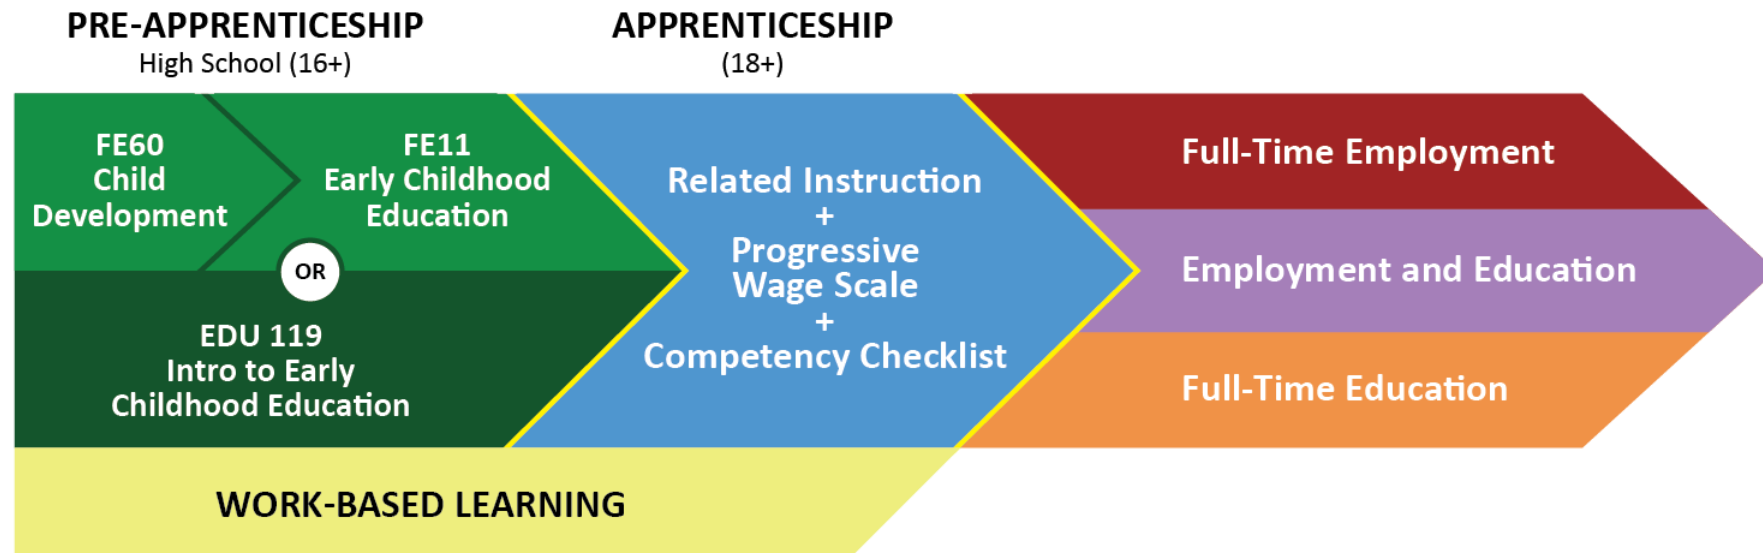 PRE-APPRENTICESHIP
High School (16+)
APPRENTICESHIP
(18+)
FE60
Child
Development
FE11
Early Childhood
Education
OR
EDU 119
Intro to Early
Childhood Education
Related Instruction
+
Progressive
Wage Scale
+
Competency Checklist
Full-Time Employment
Employment and Education
Full-Time Education
WORK-BASED LEARNING